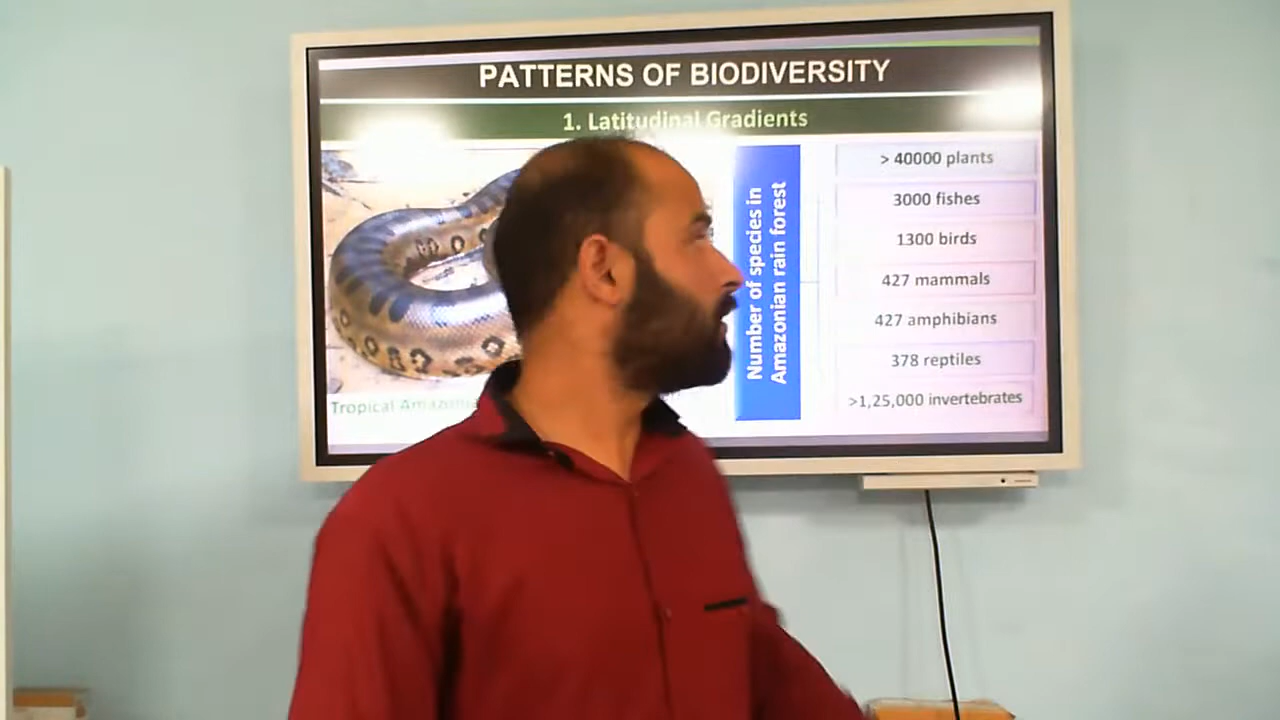 PATTERNS OF BIODIVERSITY
1. Latitudinal Gradients
Number of species in
Amazonian rain forest
> 40000 plants
3000 fishes
1300 birds
427 mammals
427 amphibians
378 reptiles
>1,25,000 invertebrates
Tropical Amazonia